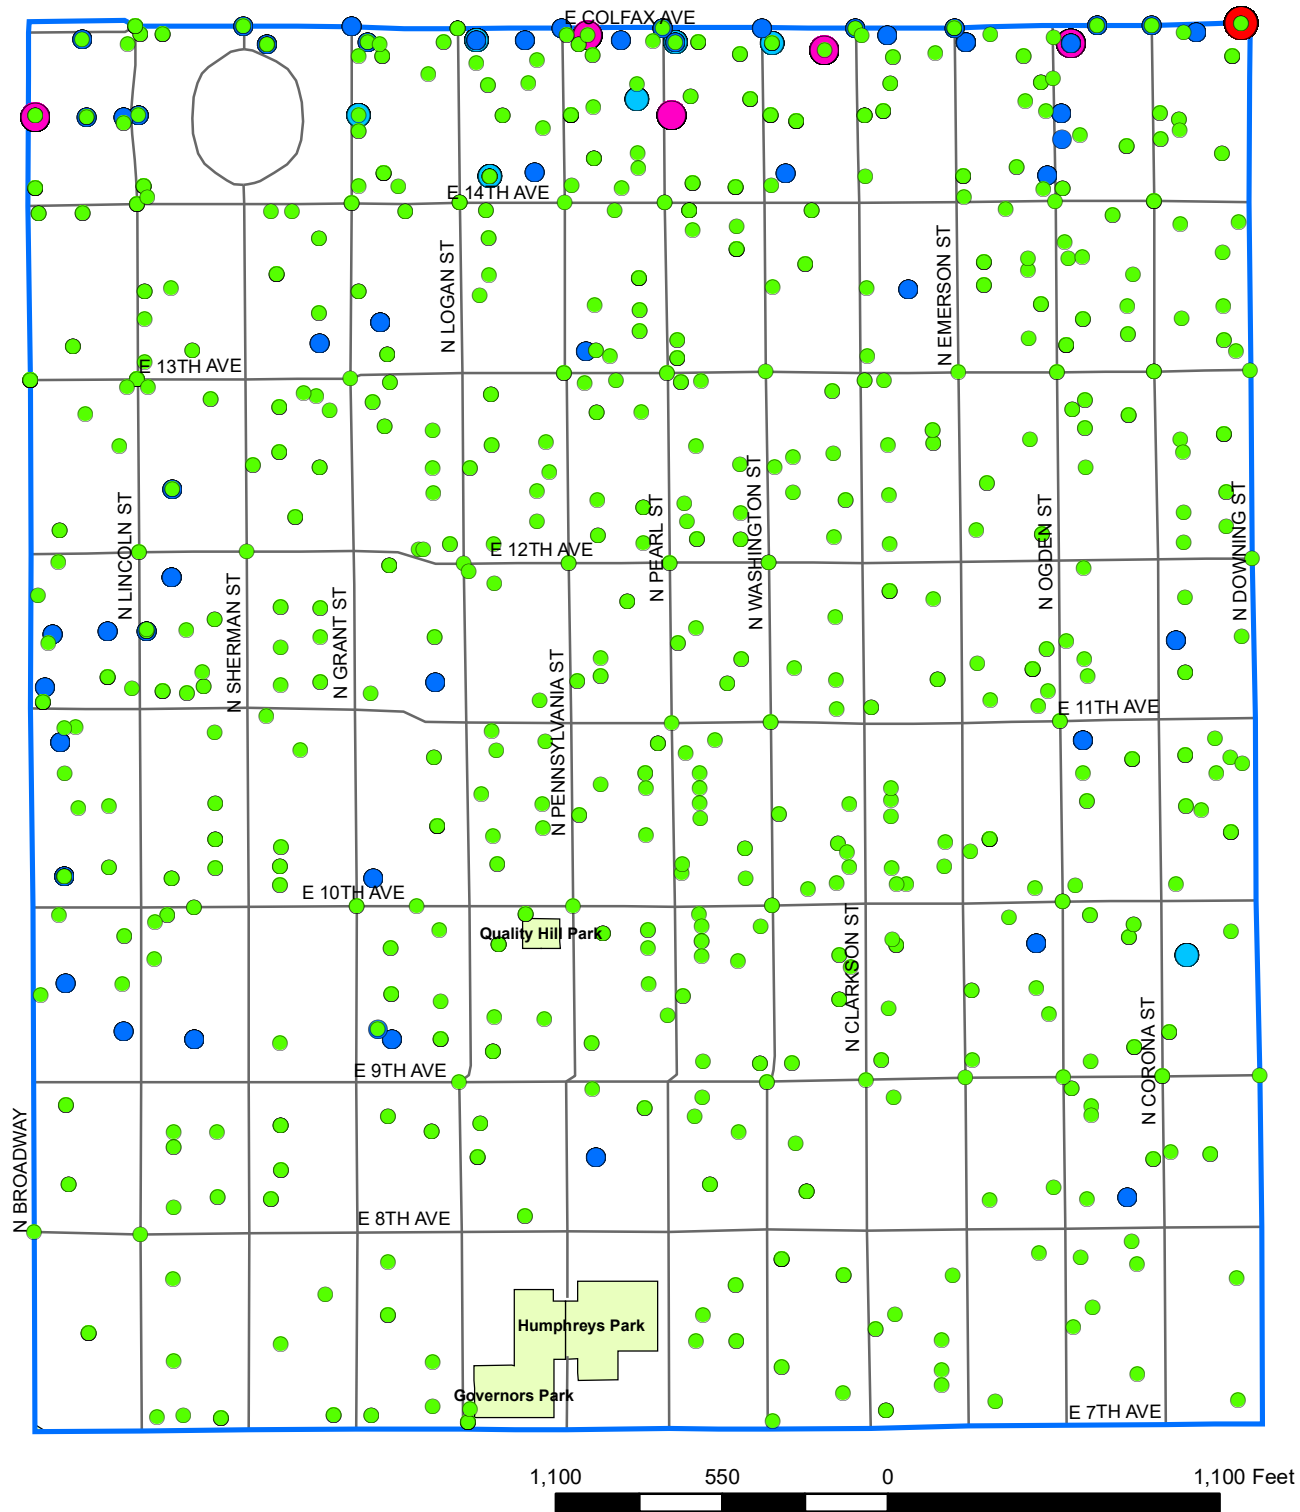 E COLFAX AVE
E 14TH AVE
N LOGAN ST
N EMERSON ST
E 13TH AVE
N LINCOLN ST
N PEARL ST
N WASHINGTON ST
N OGDEN ST
N DOWNING ST
E 12TH AVE
N SHERMAN ST
N GRANT ST
N PENNSYLVANIA ST
E 11TH AVE
E 10TH AVE
Quality Hill Park
N CLARKSON ST
N CORONA ST
E 9TH AVE
N BROADWAY
E 8TH AVE
Humphreys Park
Governors Park
E 7TH AVE
1,100 550 0 1,100 Feet